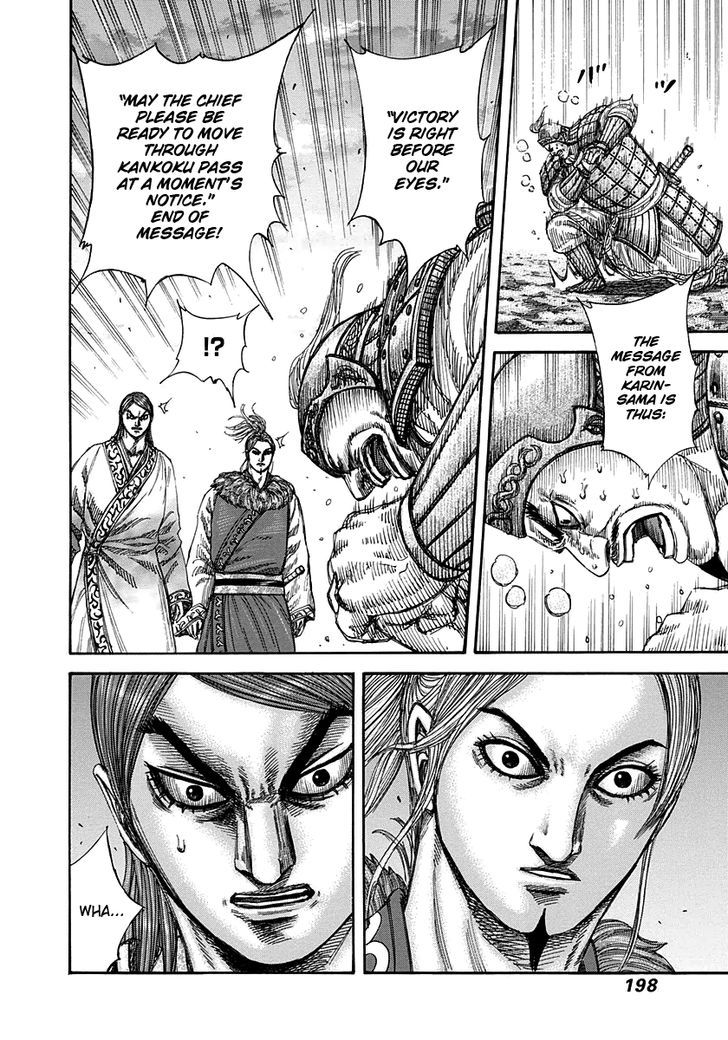 THE
MESSAGE
FROM
KARIN-
SAMA IS
THUS:
"VICTORY
IS RIGHT
BEFORE
OUR
EYES."
"MAY THE CHIEF
PLEASE BE
READY TO MOVE
THROUGH
KANKOKU PASS
AT A MOMENT'S
NOTICE."
END OF
MESSAGE!
!?
WHA...
198